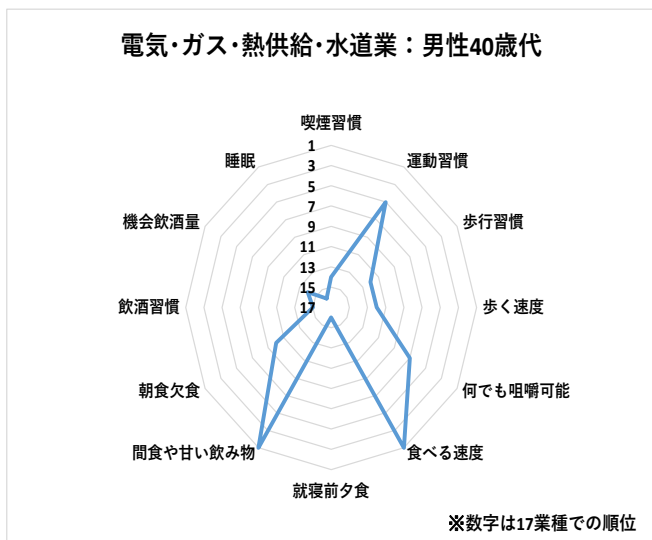 電気･ガス･熱供給･水道業：男性40歳代
喫煙習慣
運動習慣
歩行習慣
歩く速度
何でも咀嚼可能
食べる速度
就寝前夕食
間食や甘い飲み物
朝食欠食
飲酒習慣
機会飲酒量
睡眠
1
3
5
7
9
11
13
15
17
※数字は17業種での順位